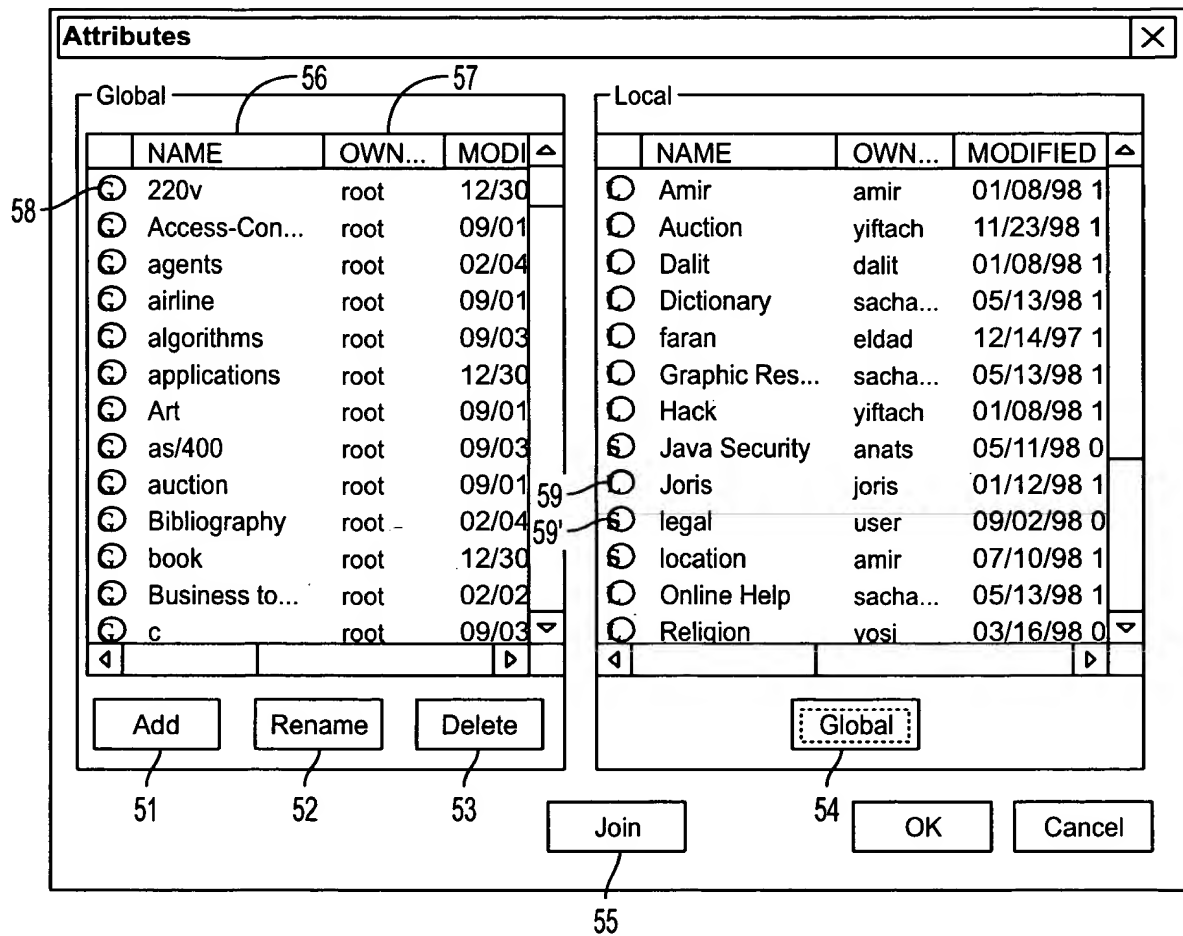 Attributes
Global 56 57
NAME OWN... MODI
58 G 220v root 12/30
G Access-Con... root 09/01
G agents root 02/04
G airline root 09/01
G algorithms root 09/03
G applications root 12/30
G Art root 09/01
G as/400 root 09/03
G auction root 09/01
G Bibliography root 02/04
G book root 12/30
G Business to... root 02/02
G c root 09/03
Add Rename Delete
51 52 53
Local
NAME OWN... MODIFIED
L Amir amir 01/08/98 1
L Auction yiftach 11/23/98 1
L Dalit dalit 01/08/98 1
L Dictionary sacha... 05/13/98 1
L faran eldad 12/14/97 1
L Graphic Res... sacha... 05/13/98 1
L Hack yiftach 01/08/98 1
S Java Security anats 05/11/98 0
59 L Joris joris 01/12/98 1
59' S legal user 09/02/98 0
S location amir 07/10/98 1
L Online Help sacha... 05/13/98 1
L Religion yosi 03/16/98 0
Global
54
Join OK Cancel
55